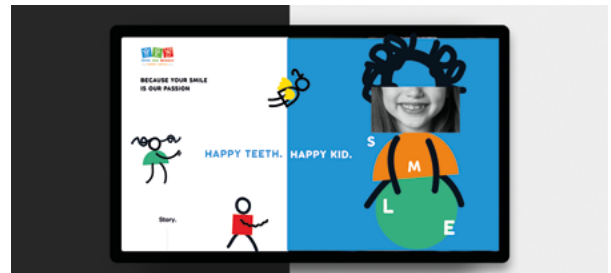 BECAUSE YOUR SMILE
IS OUR PASSION
HAPPY TEETH. HAPPY KID.
S
M
L
E
Story.